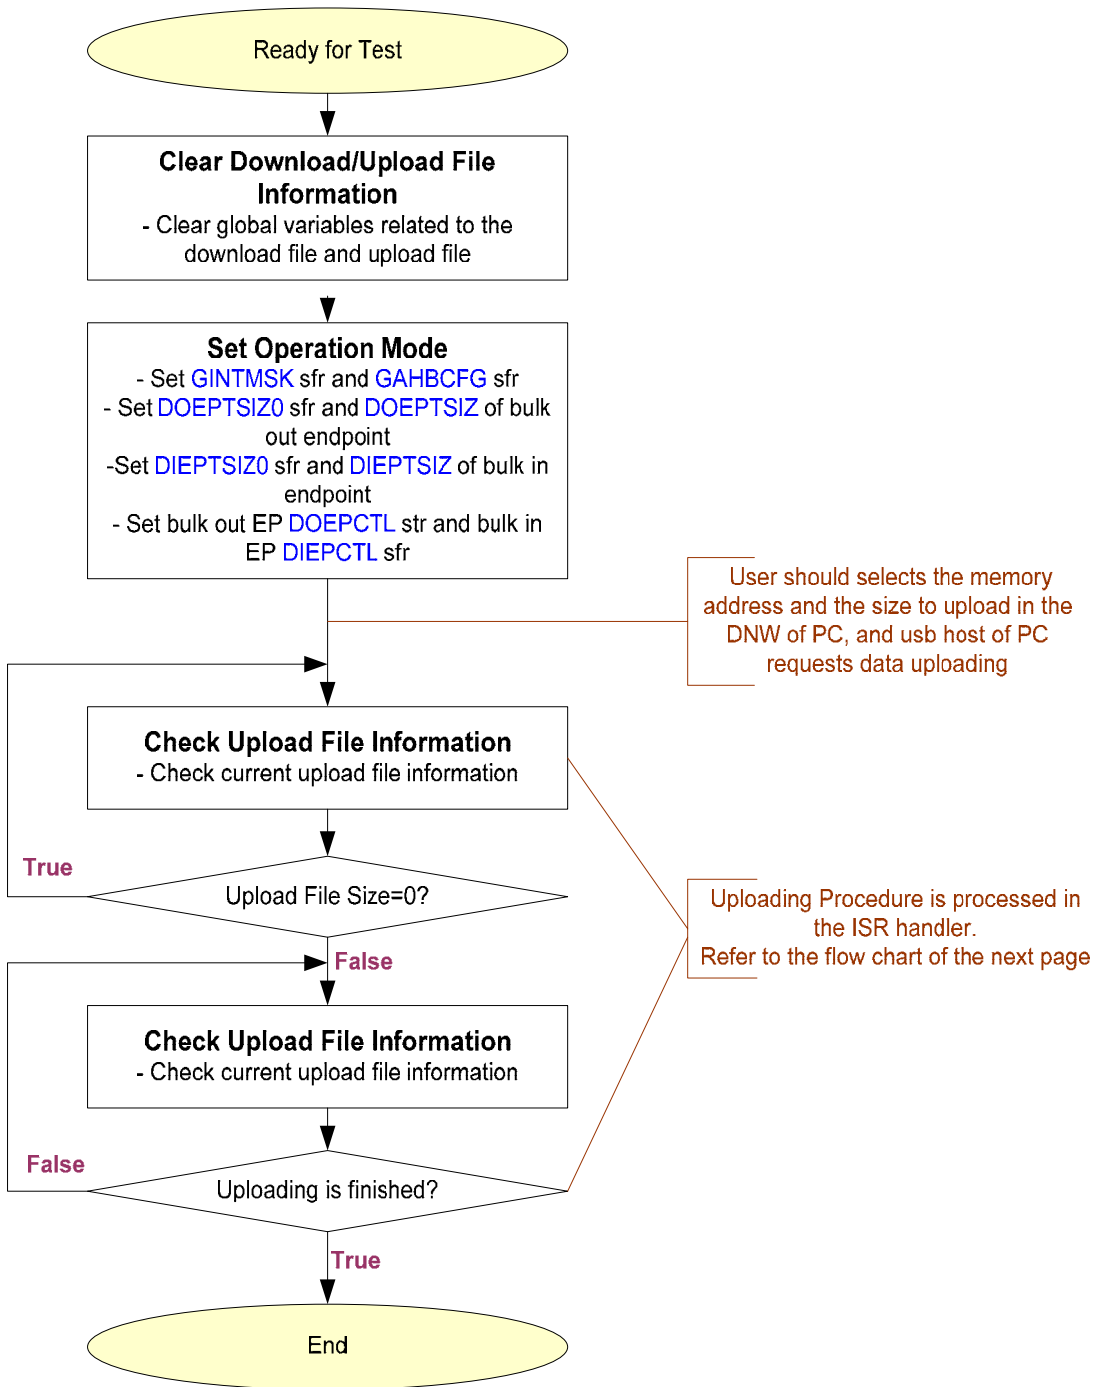 Ready for Test
Clear Download/Upload File
Information
- Clear global variables related to the
download file and upload file
Set Operation Mode
- Set GINTMSK sfr and GAHBCFG sfr
- Set DOEPTSIZ0 sfr and DOEPTSIZ of bulk
out endpoint
-Set DIEPTSIZ0 sfr and DIEPTSIZ of bulk in
endpoint
- Set bulk out EP DOEPCTL str and bulk in
EP DIEPCTL sfr
User should selects the memory
address and the size to upload in the
DNW of PC, and usb host of PC
requests data uploading
Check Upload File Information
- Check current upload file information
True
Upload File Size=0?
Uploading Procedure is processed in
the ISR handler.
Refer to the flow chart of the next page
False
Check Upload File Information
- Check current upload file information
False
Uploading is finished?
True
End